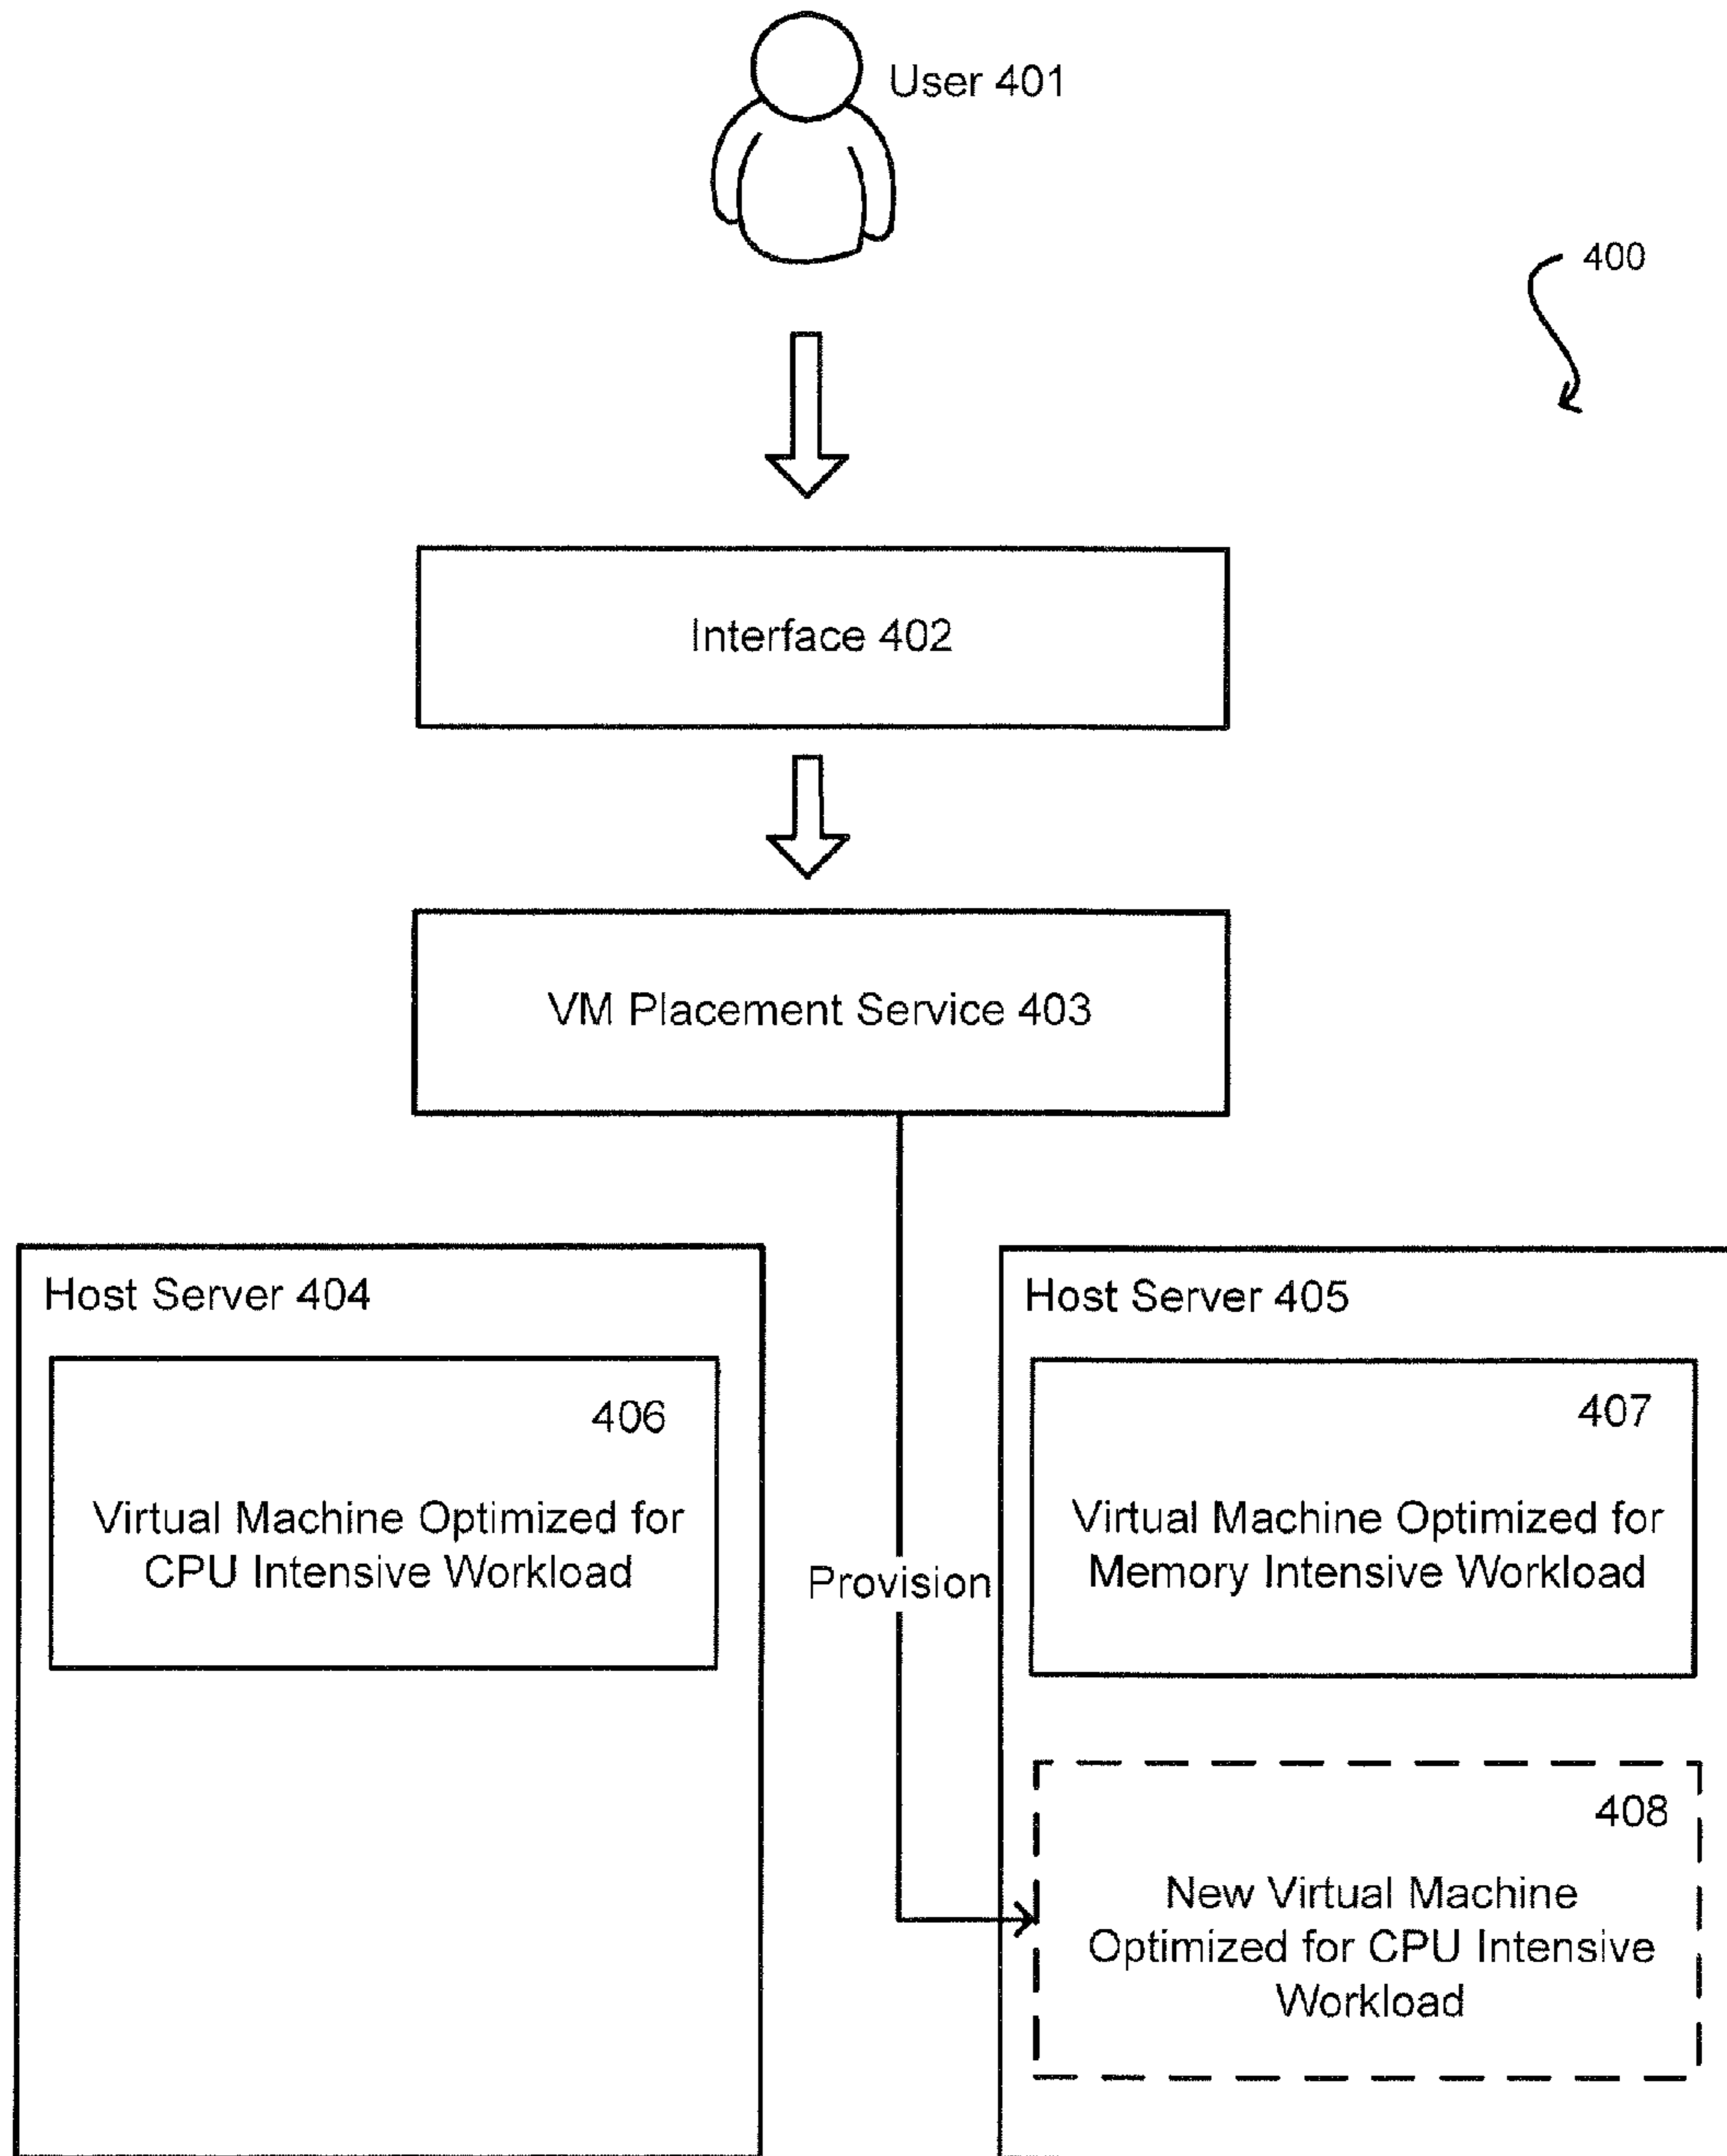 User 401
400
Interface 402
VM Placement Service 403
Host Server 404
406
Virtual Machine Optimized for
CPU Intensive Workload
Provision
Host Server 405
407
Virtual Machine Optimized for
Memory Intensive Workload
408
New Virtual Machine
Optimized for CPU Intensive
Workload